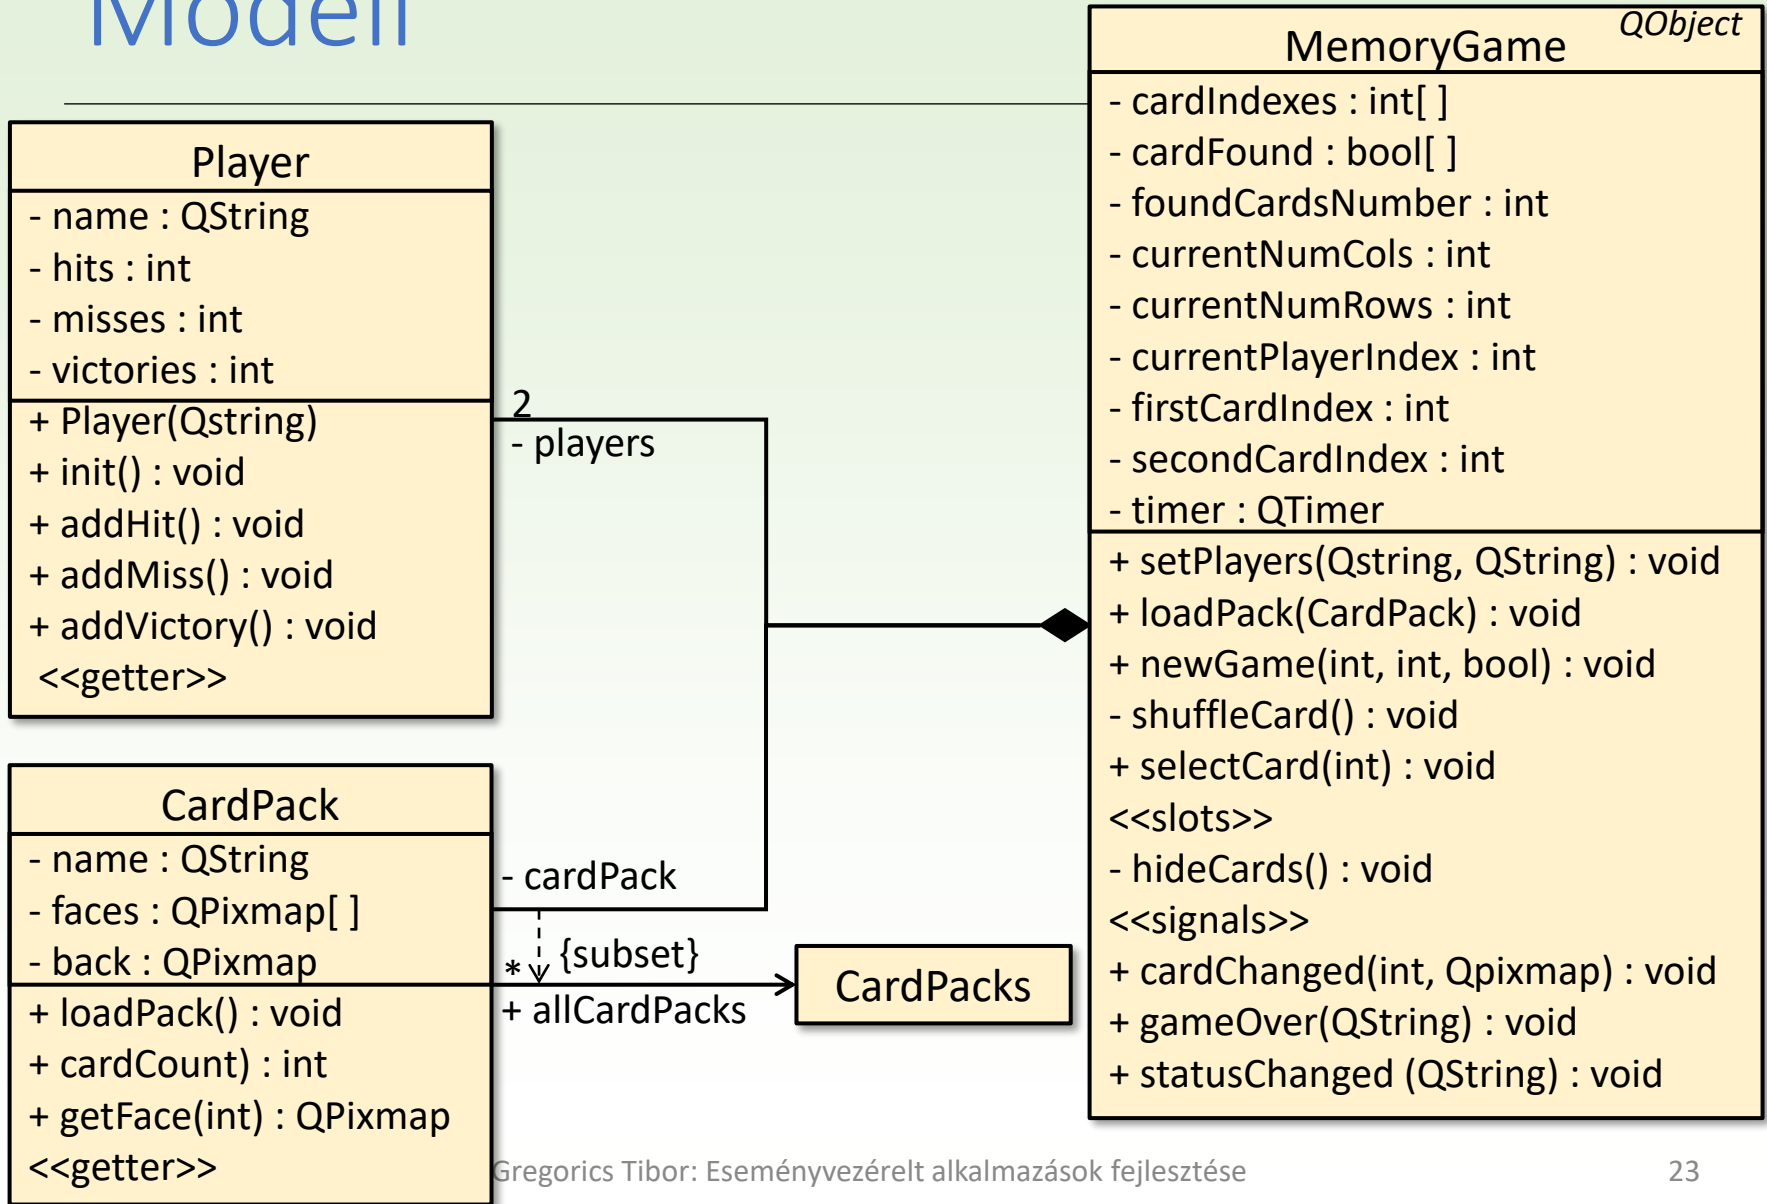 Modell
Player
- name : QString
- hits : int
- misses : int
- victories : int
+ Player(Qstring)
+ init() : void
+ addHit() : void
+ addMiss() : void
+ addVictory() : void
<<getter>>
2
- players
CardPack
- name : QString
- faces : QPixmap[ ]
- back : QPixmap
+ loadPack() : void
+ cardCount) : int
+ getFace(int) : QPixmap
<<getter>>
- cardPack
{subset}
*
+ allCardPacks
CardPacks
QObject
MemoryGame
- cardIndexes : int[ ]
- cardFound : bool[ ]
- foundCardsNumber : int
- currentNumCols : int
- currentNumRows : int
- currentPlayerIndex : int
- firstCardIndex : int
- secondCardIndex : int
- timer : QTimer
+ setPlayers(Qstring, QString) : void
+ loadPack(CardPack) : void
+ newGame(int, int, bool) : void
- shuffleCard() : void
+ selectCard(int) : void
<<slots>>
- hideCards() : void
<<signals>>
+ cardChanged(int, Qpixmap) : void
+ gameOver(QString) : void
+ statusChanged (QString) : void
Gregorics Tibor: Eseményvezérelt alkalmazások fejlesztése
23